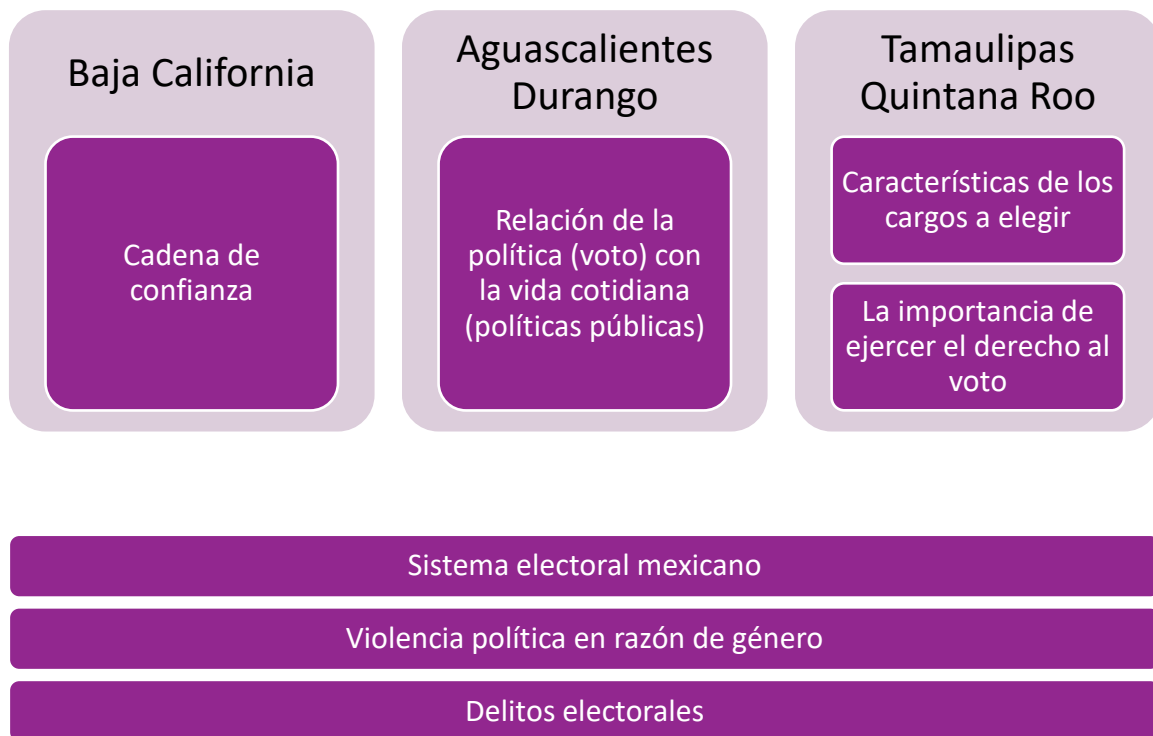 Baja California
Cadena de
confianza
Aguascalientes
Durango
Relación de la
política (voto) con
la vida cotidiana
(políticas públicas)
Tamaulipas
Quintana Roo
Características de los
cargos a elegir
La importancia de
ejercer el derecho al
voto
Sistema electoral mexicano
Violencia política en razón de género
Delitos electorales